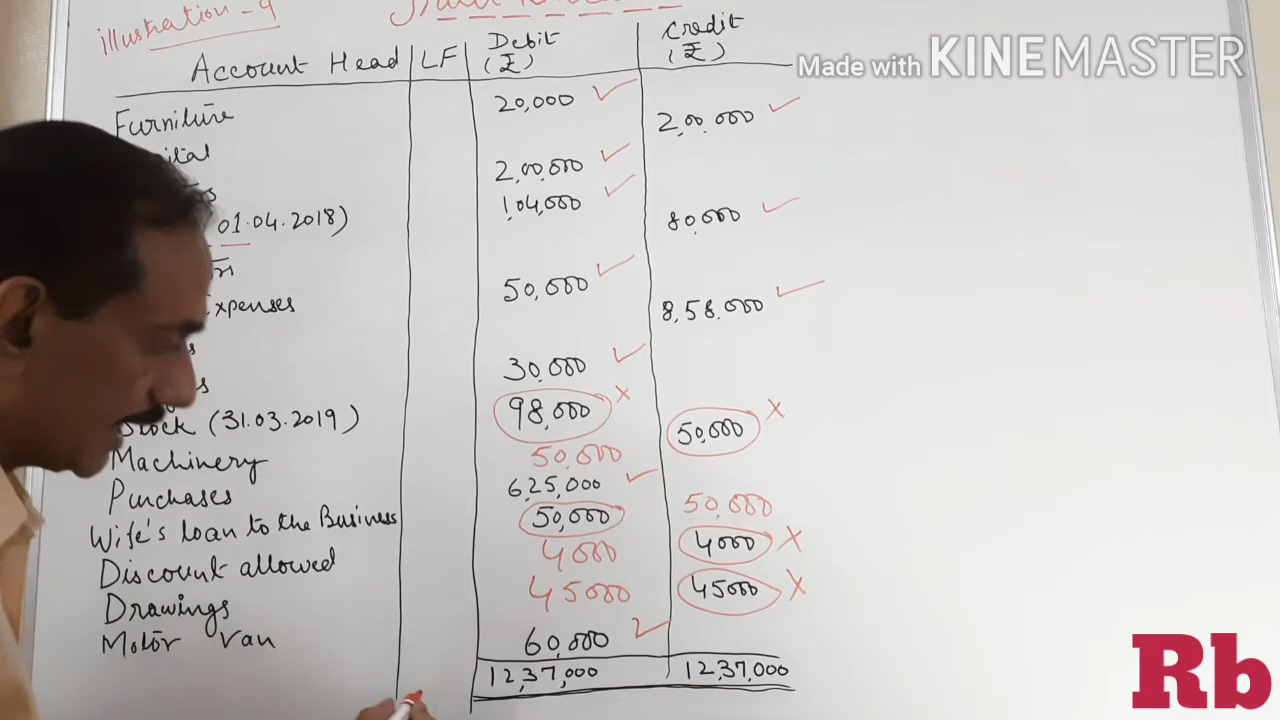 illustration - 9
Account Head LF Debit (₹) Credit (₹)
Furniture 20,000
2,00,000
2,00,000
01.04.2018) 1,04,000
80,000
Expenses 50,000
8,58,000
30,000
Stock (31.03.2019) 98,000 x
Machinery 50,000 50,000 x
Purchases 6,25,000
Wife's loan to the Business 50,000 50,000
Discount allowed 4000 4000 x
Drawings 45000 45000 x
Motor Van 60,000
12,37,000 12,37,000
Made with KINEMASTER
Rb